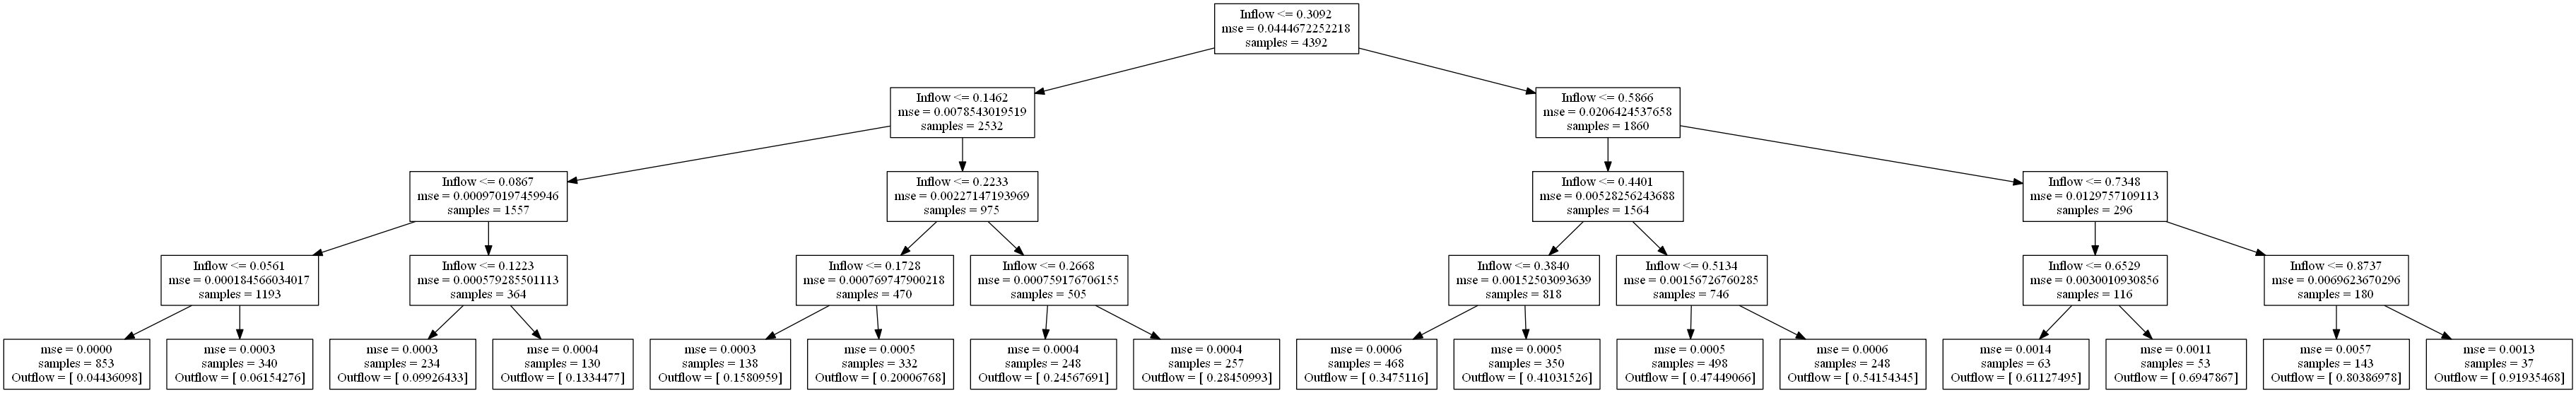 Inflow <= 0.3092
mse = 0.0444672252218
samples = 4392
Inflow <= 0.1462
mse = 0.0078543019519
samples = 2532
Inflow <= 0.5866
mse = 0.0206424537658
samples = 1860
Inflow <= 0.0867
mse = 0.000970197459946
samples = 1557
Inflow <= 0.2233
mse = 0.00227147193969
samples = 975
Inflow <= 0.4401
mse = 0.00528256243688
samples = 1564
Inflow <= 0.7348
mse = 0.0129757109113
samples = 296
Inflow <= 0.0561
mse = 0.000184566034017
samples = 1193
Inflow <= 0.1223
mse = 0.000579285501113
samples = 364
Inflow <= 0.1728
mse = 0.000769747900218
samples = 470
Inflow <= 0.2668
mse = 0.000759176706155
samples = 505
Inflow <= 0.3840
mse = 0.00152503093639
samples = 818
Inflow <= 0.5134
mse = 0.00156726760285
samples = 746
Inflow <= 0.6529
mse = 0.0030010930856
samples = 116
Inflow <= 0.8737
mse = 0.0069623670296
samples = 180
mse = 0.0000
samples = 853
Outflow = [ 0.04436098]
mse = 0.0003
samples = 340
Outflow = [ 0.06154276]
mse = 0.0003
samples = 234
Outflow = [ 0.09926433]
mse = 0.0004
samples = 130
Outflow = [ 0.1334477]
mse = 0.0003
samples = 138
Outflow = [ 0.1580959]
mse = 0.0005
samples = 332
Outflow = [ 0.20006768]
mse = 0.0004
samples = 248
Outflow = [ 0.24567691]
mse = 0.0004
samples = 257
Outflow = [ 0.28450993]
mse = 0.0006
samples = 468
Outflow = [ 0.3475116]
mse = 0.0005
samples = 350
Outflow = [ 0.41031526]
mse = 0.0005
samples = 498
Outflow = [ 0.47449066]
mse = 0.0006
samples = 248
Outflow = [ 0.54154345]
mse = 0.0014
samples = 63
Outflow = [ 0.61127495]
mse = 0.0011
samples = 53
Outflow = [ 0.6947867]
mse = 0.0057
samples = 143
Outflow = [ 0.80386978]
mse = 0.0013
samples = 37
Outflow = [ 0.91935468]